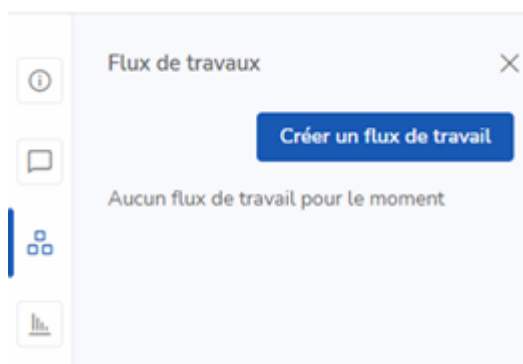 Flux de travaux
Créer un flux de travail
Aucun flux de travail pour le moment